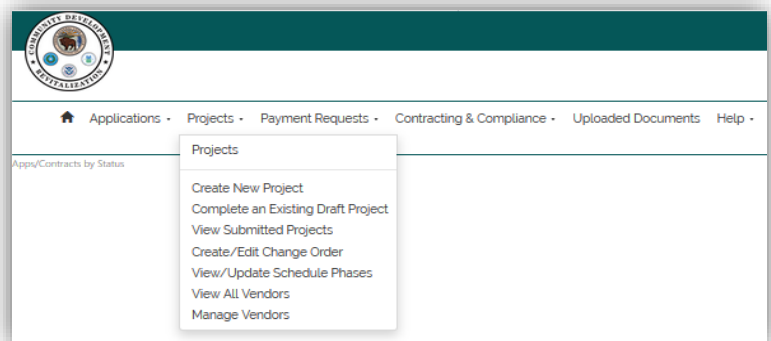 COMMUNITY DEVELOPMENT
REVITALIZATION
Applications
Projects
Payment Requests
Contracting & Compliance
Uploaded Documents
Help
Projects
Apps/Contracts by Status
Create New Project
Complete an Existing Draft Project
View Submitted Projects
Create/Edit Change Order
View/Update Schedule Phases
View All Vendors
Manage Vendors